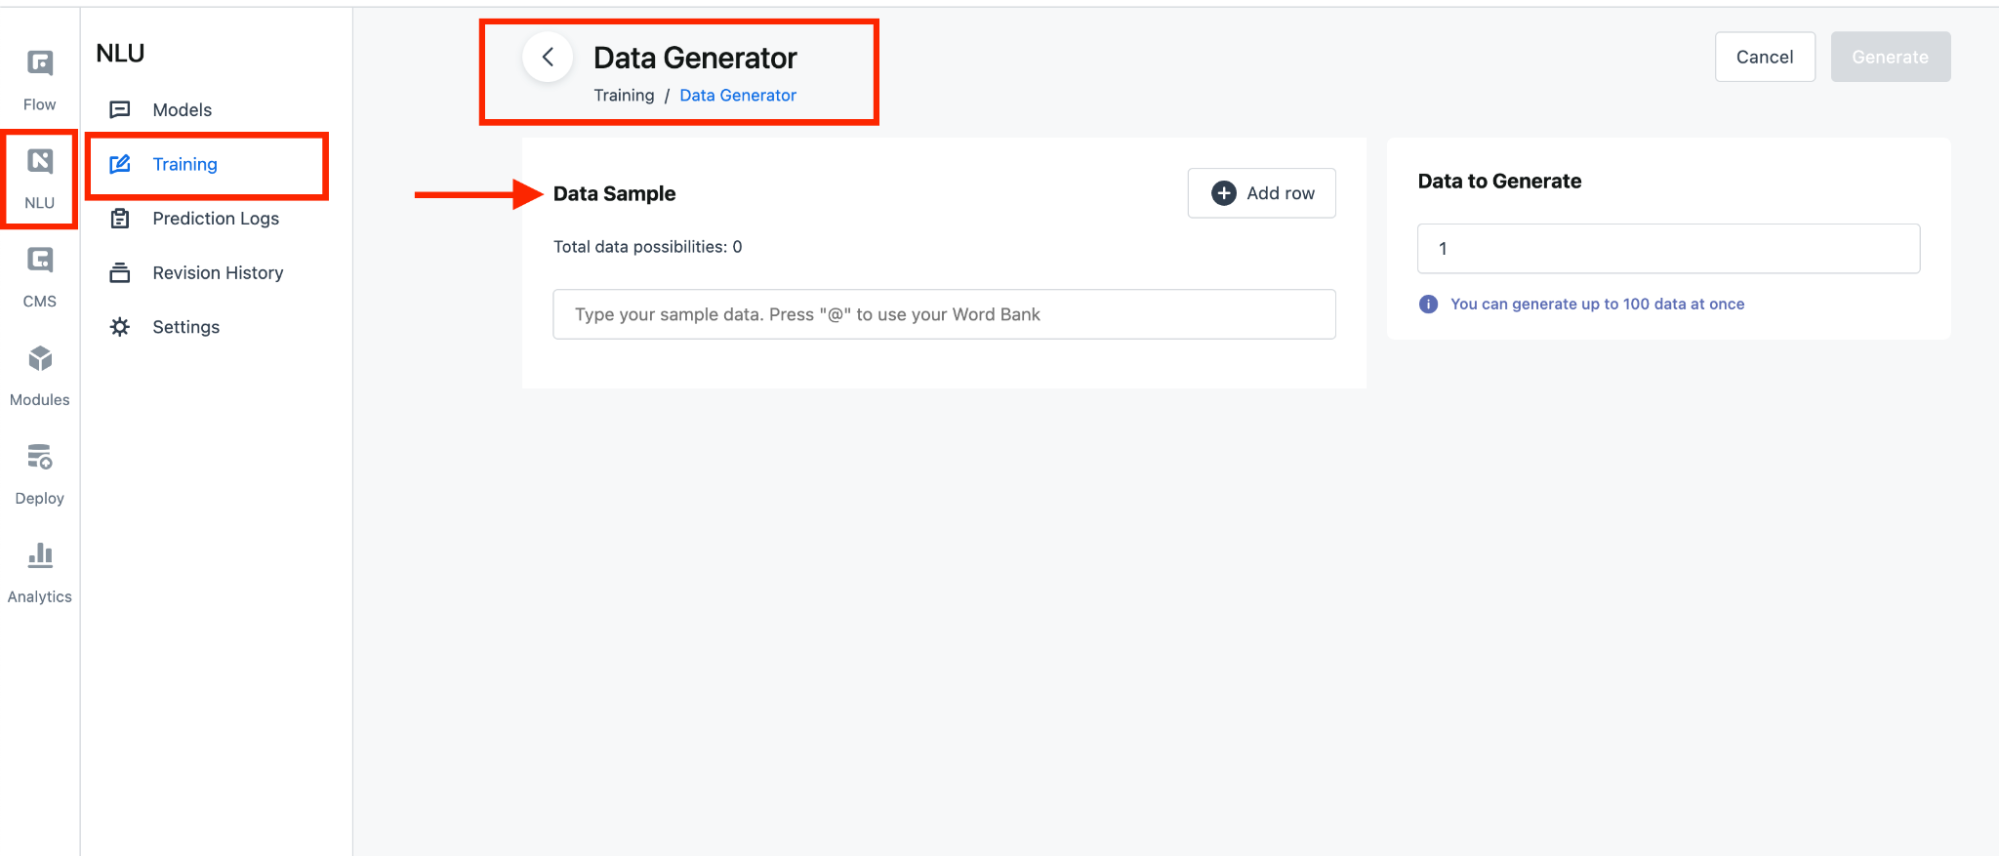 Flow
NLU
CMS
Modules
Deploy
Analytics
NLU
Models
Training
Prediction Logs
Revision History
Settings
Data Generator
Training / Data Generator
Cancel
Generate
Data Sample
Add row
Total data possibilities: 0
Type your sample data. Press "@" to use your Word Bank
Data to Generate
1
You can generate up to 100 data at once